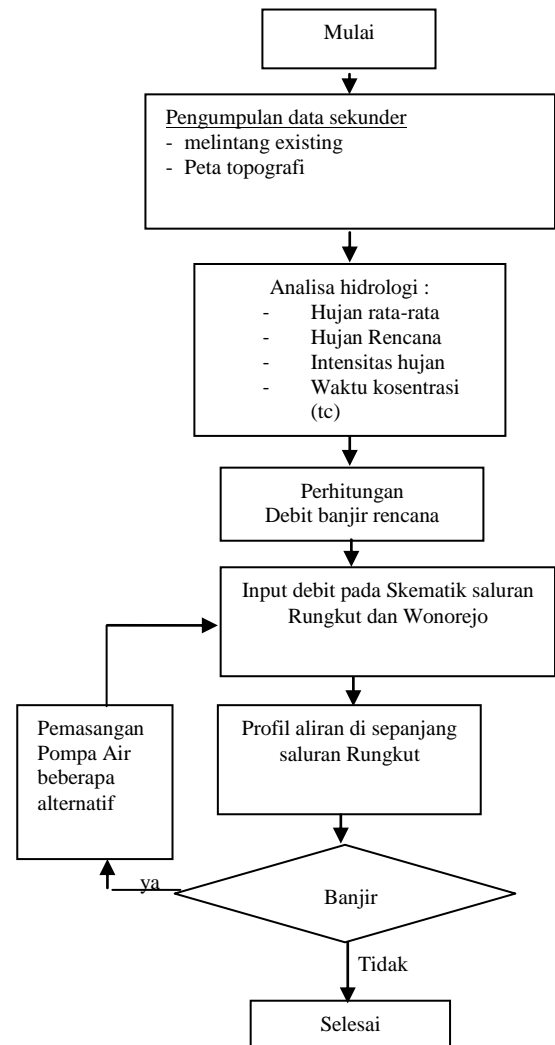 Mulai
Pengumpulan data sekunder
- melintang existing
- Peta topografi
Analisa hidrologi :
- Hujan rata-rata
- Hujan Rencana
- Intensitas hujan
- Waktu kosentrasi
(tc)
Perhitungan
Debit banjir rencana
Input debit pada Skematik saluran
Rungkut dan Wonorejo
Pemasangan
Pompa Air
beberapa
alternatif
Profil aliran di sepanjang
saluran Rungkut
ya
Banjir
Tidak
Selesai